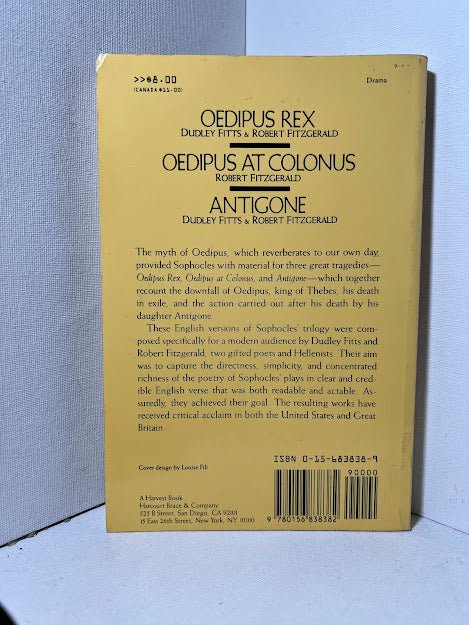 >>$8.00
(CANADA $11.00)
Drama
OEDIPUS REX
DUDLEY FITTS & ROBERT FITZGERALD
OEDIPUS AT COLONUS
ROBERT FITZGERALD
ANTIGONE
DUDLEY FITTS & ROBERT FITZGERALD
The myth of Oedipus, which reverberates to our own day,
provided Sophocles with material for three great tragedies—
Oedipus Rex, Oedipus at Colonus, and Antigone—which together
recount the downfall of Oedipus, king of Thebes, his death
in exile, and the action carried out after his death by his
daughter Antigone.
These English versions of Sophocles' trilogy were com-
posed specifically for a modern audience by Dudley Fitts and
Robert Fitzgerald, two gifted poets and Hellenists. Their aim
was to capture the directness, simplicity, and concentrated
richness of the poetry of Sophocles' plays in clear and cred-
ible English verse that was both readable and actable. As-
suredly, they achieved their goal. The resulting works have
received critical acclaim in both the United States and Great
Britain.
ISBN 0-15-683838-9
90000
Cover design by Louise Fili
A Harvest Book
Harcourt Brace & Company
525 B Street, San Diego, CA 92101
15 East 26th Street, New York, NY 10010
9 780156 838382